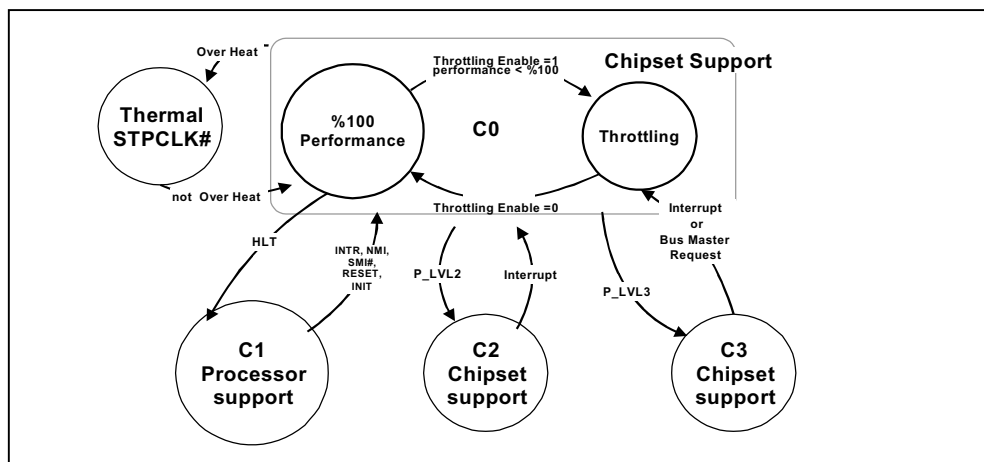 Over Heat
Throttling Enable =1
performance < %100
Chipset Support
Thermal
STPCLK#
%100
Performance
C0
Throttling
not Over Heat
Throttling Enable =0
Interrupt
or
Bus Master
Request
HLT
INTR, NMI,
SMI#,
RESET,
INIT
P_LVL2
Interrupt
P_LVL3
C1
Processor
support
C2
Chipset
support
C3
Chipset
support